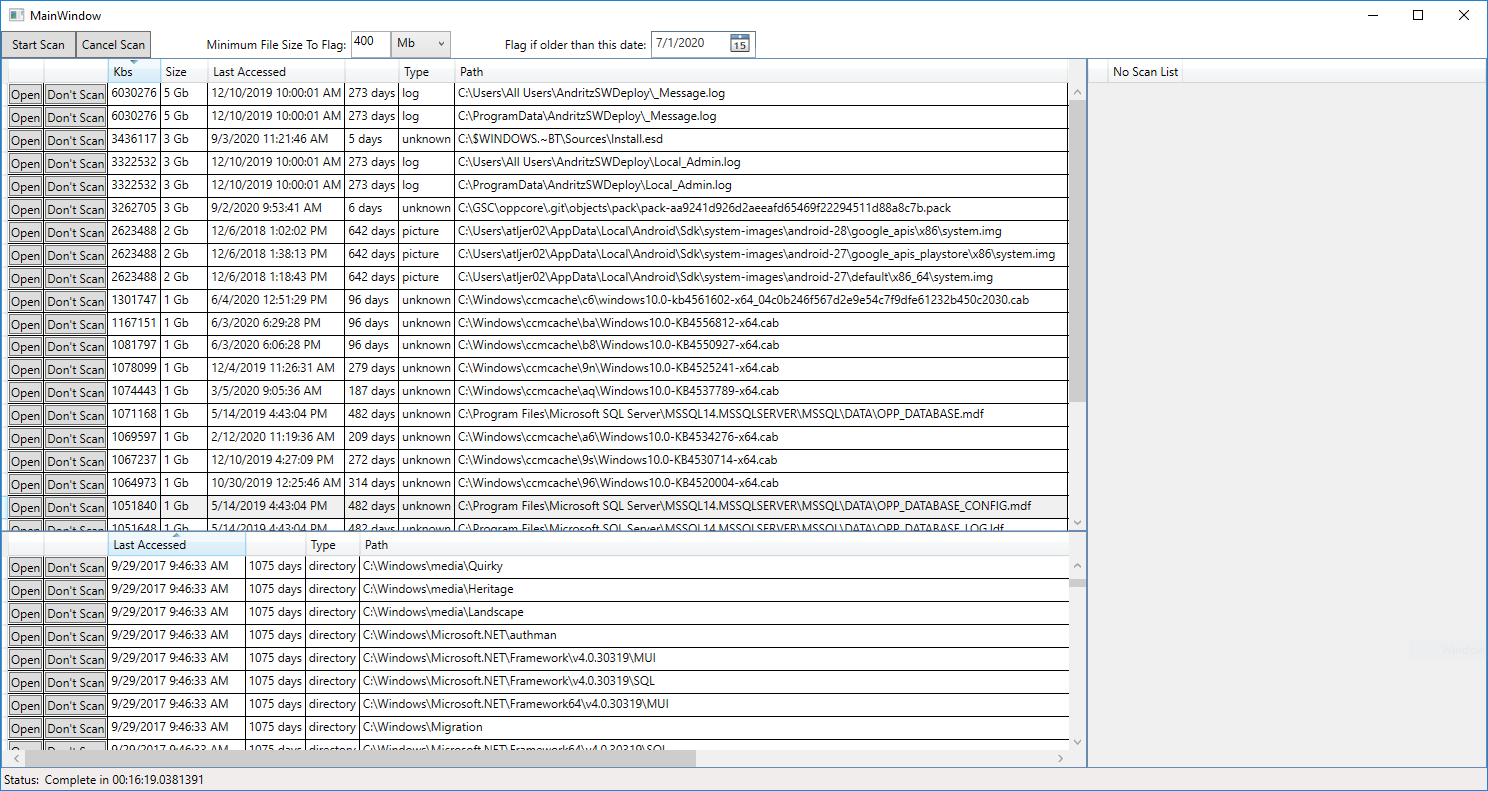 MainWindow
Start Scan Cancel Scan Minimum File Size To Flag: 400 Mb Flag if older than this date: 7/1/2020 15
Kbs Size Last Accessed Type Path No Scan List
Open Don't Scan 6030276 5 Gb 12/10/2019 10:00:01 AM 273 days log C:\Users\All Users\AndritzSWDeploy\_Message.log
Open Don't Scan 6030276 5 Gb 12/10/2019 10:00:01 AM 273 days log C:\ProgramData\AndritzSWDeploy\_Message.log
Open Don't Scan 3436117 3 Gb 9/3/2020 11:21:46 AM 5 days unknown C:\$WINDOWS.~BT\Sources\Install.esd
Open Don't Scan 3322532 3 Gb 12/10/2019 10:00:01 AM 273 days log C:\Users\All Users\AndritzSWDeploy\Local_Admin.log
Open Don't Scan 3322532 3 Gb 12/10/2019 10:00:01 AM 273 days log C:\ProgramData\AndritzSWDeploy\Local_Admin.log
Open Don't Scan 3262705 3 Gb 9/2/2020 9:53:41 AM 6 days unknown C:\GSC\oppcore\.git\objects\pack\pack-aa9241d926d2aeeafd65469f22294511d88a8c7b.pack
Open Don't Scan 2623488 2 Gb 12/6/2018 1:02:02 PM 642 days picture C:\Users\atljer02\AppData\Local\Android\Sdk\system-images\android-28\google_apis\x86\system.img
Open Don't Scan 2623488 2 Gb 12/6/2018 1:38:13 PM 642 days picture C:\Users\atljer02\AppData\Local\Android\Sdk\system-images\android-27\google_apis_playstore\x86\system.img
Open Don't Scan 2623488 2 Gb 12/6/2018 1:18:43 PM 642 days picture C:\Users\atljer02\AppData\Local\Android\Sdk\system-images\android-27\default\x86_64\system.img
Open Don't Scan 1301747 1 Gb 6/4/2020 12:51:29 PM 96 days unknown C:\Windows\ccmcache\c6\windows10.0-kb4561602-x64_04c0b246f567d2e9e54c7f9dfe61232b450c2030.cab
Open Don't Scan 1167151 1 Gb 6/3/2020 6:29:28 PM 96 days unknown C:\Windows\ccmcache\ba\Windows10.0-KB4556812-x64.cab
Open Don't Scan 1081797 1 Gb 6/3/2020 6:06:28 PM 96 days unknown C:\Windows\ccmcache\b8\Windows10.0-KB4550927-x64.cab
Open Don't Scan 1078099 1 Gb 12/4/2019 11:26:31 AM 279 days unknown C:\Windows\ccmcache\9n\Windows10.0-KB4525241-x64.cab
Open Don't Scan 1074443 1 Gb 3/5/2020 9:05:36 AM 187 days unknown C:\Windows\ccmcache\aq\Windows10.0-KB4537789-x64.cab
Open Don't Scan 1071168 1 Gb 5/14/2019 4:43:04 PM 482 days unknown C:\Program Files\Microsoft SQL Server\MSSQL14.MSSQLSERVER\MSSQL\DATA\OPP_DATABASE.mdf
Open Don't Scan 1069597 1 Gb 2/12/2020 11:19:36 AM 209 days unknown C:\Windows\ccmcache\a6\Windows10.0-KB4534276-x64.cab
Open Don't Scan 1067237 1 Gb 12/10/2019 4:27:09 PM 272 days unknown C:\Windows\ccmcache\9s\Windows10.0-KB4530714-x64.cab
Open Don't Scan 1064973 1 Gb 10/30/2019 12:25:46 AM 314 days unknown C:\Windows\ccmcache\96\Windows10.0-KB4520004-x64.cab
Open Don't Scan 1051840 1 Gb 5/14/2019 4:43:04 PM 482 days unknown C:\Program Files\Microsoft SQL Server\MSSQL14.MSSQLSERVER\MSSQL\DATA\OPP_DATABASE_CONFIG.mdf
Open Don't Scan 1051648 1 Gb 5/14/2019 4:43:04 PM 482 days unknown C:\Program Files\Microsoft SQL Server\MSSQL14.MSSQLSERVER\MSSQL\DATA\OPP_DATABASE_LOG.ldf
Last Accessed Type Path
Open Don't Scan 9/29/2017 9:46:33 AM 1075 days directory C:\Windows\media\Quirky
Open Don't Scan 9/29/2017 9:46:33 AM 1075 days directory C:\Windows\media\Heritage
Open Don't Scan 9/29/2017 9:46:33 AM 1075 days directory C:\Windows\media\Landscape
Open Don't Scan 9/29/2017 9:46:33 AM 1075 days directory C:\Windows\Microsoft.NET\authman
Open Don't Scan 9/29/2017 9:46:33 AM 1075 days directory C:\Windows\Microsoft.NET\Framework\v4.0.30319\MUI
Open Don't Scan 9/29/2017 9:46:33 AM 1075 days directory C:\Windows\Microsoft.NET\Framework\v4.0.30319\SQL
Open Don't Scan 9/29/2017 9:46:33 AM 1075 days directory C:\Windows\Microsoft.NET\Framework64\v4.0.30319\MUI
Open Don't Scan 9/29/2017 9:46:33 AM 1075 days directory C:\Windows\Migration
Open Don't Scan 9/29/2017 9:46:33 AM 1075 days directory C:\Windows\Microsoft.NET\Framework64\v4.0.30319\SQL
Status: Complete in 00:16:19.0381391